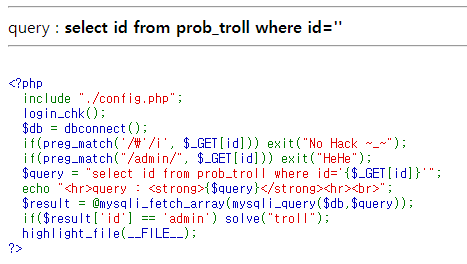 query : select id from prob_troll where id=''
<?php
include "./config.php";
login_chk();
$db = dbconnect();
if(preg_match('/₩'/i', $_GET[id])) exit("No Hack ~_~");
if(preg_match("/admin/", $_GET[id])) exit("HeHe");
$query = "select id from prob_troll where id='{$_GET[id]}'";
echo "<hr>query : <strong>{$query}</strong><hr><br>";
$result = @mysqli_fetch_array(mysqli_query($db,$query));
if($result['id'] == 'admin') solve("troll");
highlight_file(__FILE__);
?>